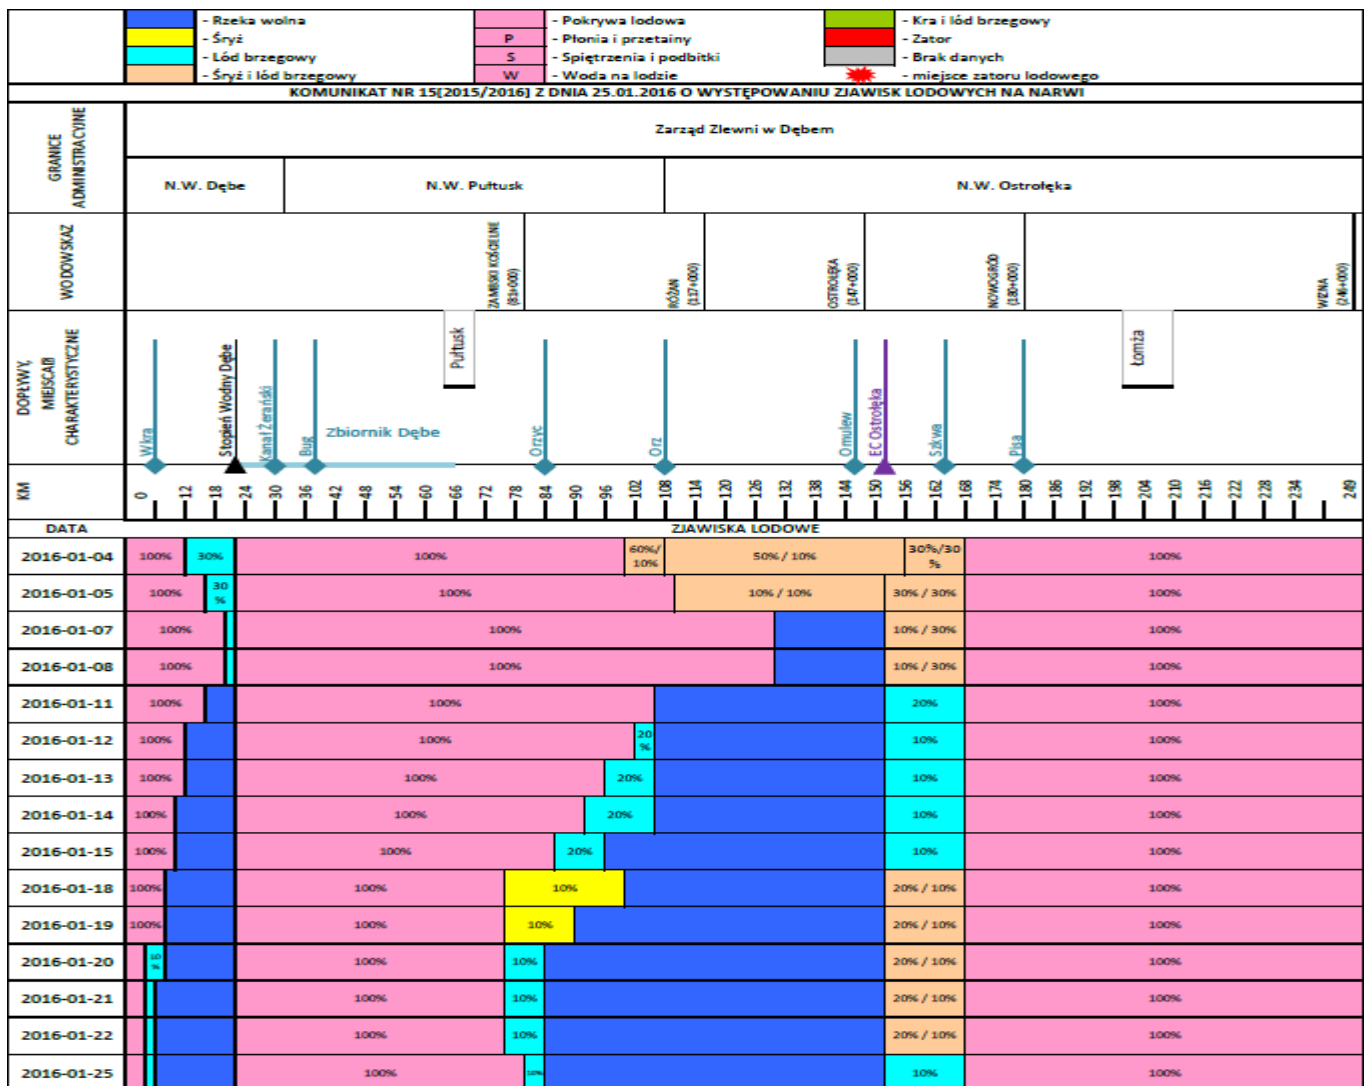 - Rzeka wolna
- Śryż
- Lód brzegowy
- Śryż i lód brzegowy
- Pokrywa lodowa
P - Płonia i przetainy
S - Spiętrzenia i podbitki
W - Woda na lodzie
- Kra i lód brzegowy
- Zator
- Brak danych
- miejsce zatoru lodowego
KOMUNIKAT NR 15[2015/2016] Z DNIA 25.01.2016 O WYSTĘPOWANIU ZJAWISK LODOWYCH NA NARWI
GRANICE
ADMINISTRACYJNE
Zarząd Zlewni w Dębem
N.W. Dębe N.W. Pułtusk N.W. Ostrołęka
WODOWSKAZ
ZAMBSKI KOŚCIELNE
(81+000)
RÓŻAN
(117+000)
OSTROŁĘKA
(147+000)
NOWOGRÓD
(180+000)
WIZNA
(246+000)
DOPŁYWY,
MIEJSCA
CHARAKTERYSTYCZNE
Wkra
Stopień Wodny Dębe
Kanał Żerański
Bug
Zbiornik Dębe
Pułtusk
Orzyc
Orz
Omulew
EC Ostrołęka
Szkwa
Pisa
Łomża
KM 0 12 18 24 30 36 42 48 54 60 66 72 78 84 90 96 102 108 114 120 126 132 138 144 150 156 162 168 174 180 186 192 198 204 210 216 222 228 234 249
DATA ZJAWISKA LODOWE
2016-01-04 100% 30% 100% 60%/ 10% 50% / 10% 30%/30 % 100%
2016-01-05 100% 30 % 100% 10% / 10% 30% / 30% 100%
2016-01-07 100% 100% 10% / 30% 100%
2016-01-08 100% 100% 10% / 30% 100%
2016-01-11 100% 100% 20% 100%
2016-01-12 100% 100% 20 % 10% 100%
2016-01-13 100% 100% 20% 10% 100%
2016-01-14 100% 100% 20% 10% 100%
2016-01-15 100% 100% 20% 10% 100%
2016-01-18 100% 100% 10% 20% / 10% 100%
2016-01-19 100% 100% 10% 20% / 10% 100%
2016-01-20 10 % 100% 10% 20% / 10% 100%
2016-01-21 100% 10% 20% / 10% 100%
2016-01-22 100% 10% 20% / 10% 100%
2016-01-25 100% 10% 10% 100%